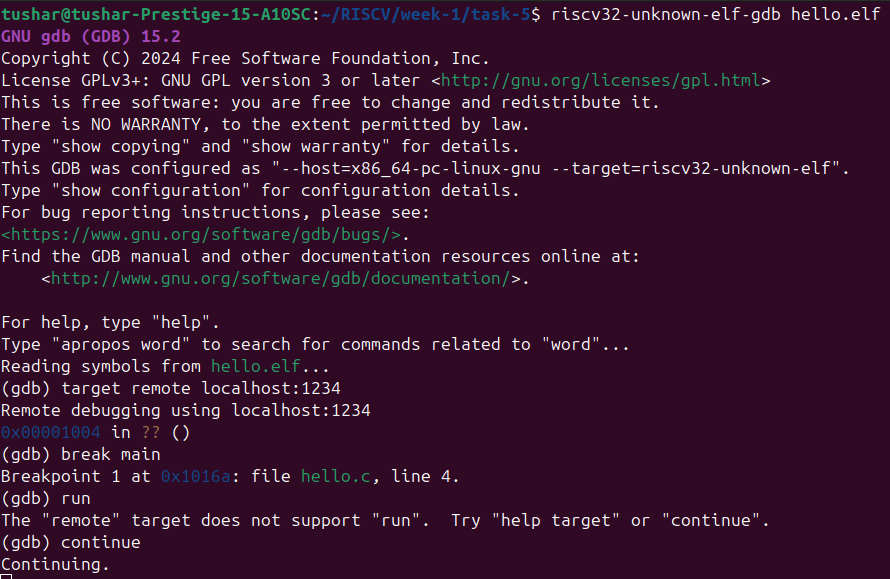 tushar@tushar-Prestige-15-A10SC:~/RISCV/week-1/task-5$ riscv32-unknown-elf-gdb hello.elf
GNU gdb (GDB) 15.2
Copyright (C) 2024 Free Software Foundation, Inc.
License GPLv3+: GNU GPL version 3 or later <http://gnu.org/licenses/gpl.html>
This is free software: you are free to change and redistribute it.
There is NO WARRANTY, to the extent permitted by law.
Type "show copying" and "show warranty" for details.
This GDB was configured as "--host=x86_64-pc-linux-gnu --target=riscv32-unknown-elf".
Type "show configuration" for configuration details.
For bug reporting instructions, please see:
<https://www.gnu.org/software/gdb/bugs/>.
Find the GDB manual and other documentation resources online at:
    <http://www.gnu.org/software/gdb/documentation/>.

For help, type "help".
Type "apropos word" to search for commands related to "word"...
Reading symbols from hello.elf...
(gdb) target remote localhost:1234
Remote debugging using localhost:1234
0x00001004 in ?? ()
(gdb) break main
Breakpoint 1 at 0x1016a: file hello.c, line 4.
(gdb) run
The "remote" target does not support "run".  Try "help target" or "continue".
(gdb) continue
Continuing.